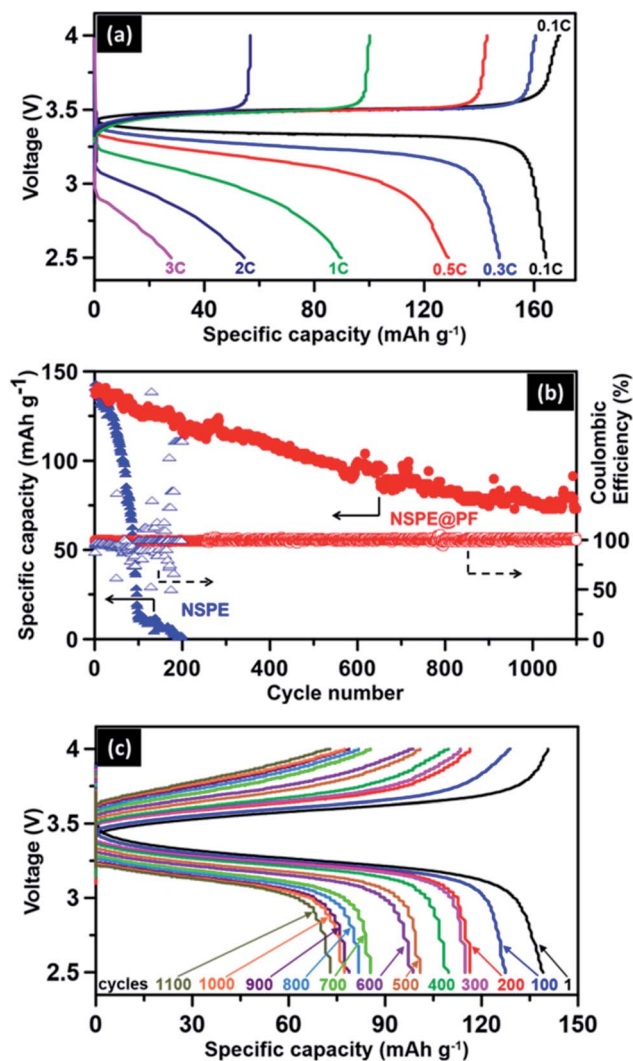 (a)
0.1C
4
3.5
3
2.5
Voltage (V)
3C 2C 1C 0.5C 0.3C 0.1C
0 40 80 120 160
Specific capacity (mAh g⁻¹)
(b)
150
100
50
0
Specific capacity (mAh g⁻¹)
NSPE@PF
NSPE
100
50
0
Coulombic
Efficiency (%)
0 200 400 600 800 1000
Cycle number
(c)
4
3.5
3
2.5
Voltage (V)
cycles 1100 1000 900 800 700 600 500 400 300 200 100 1
0 30 60 90 120 150
Specific capacity (mAh g⁻¹)